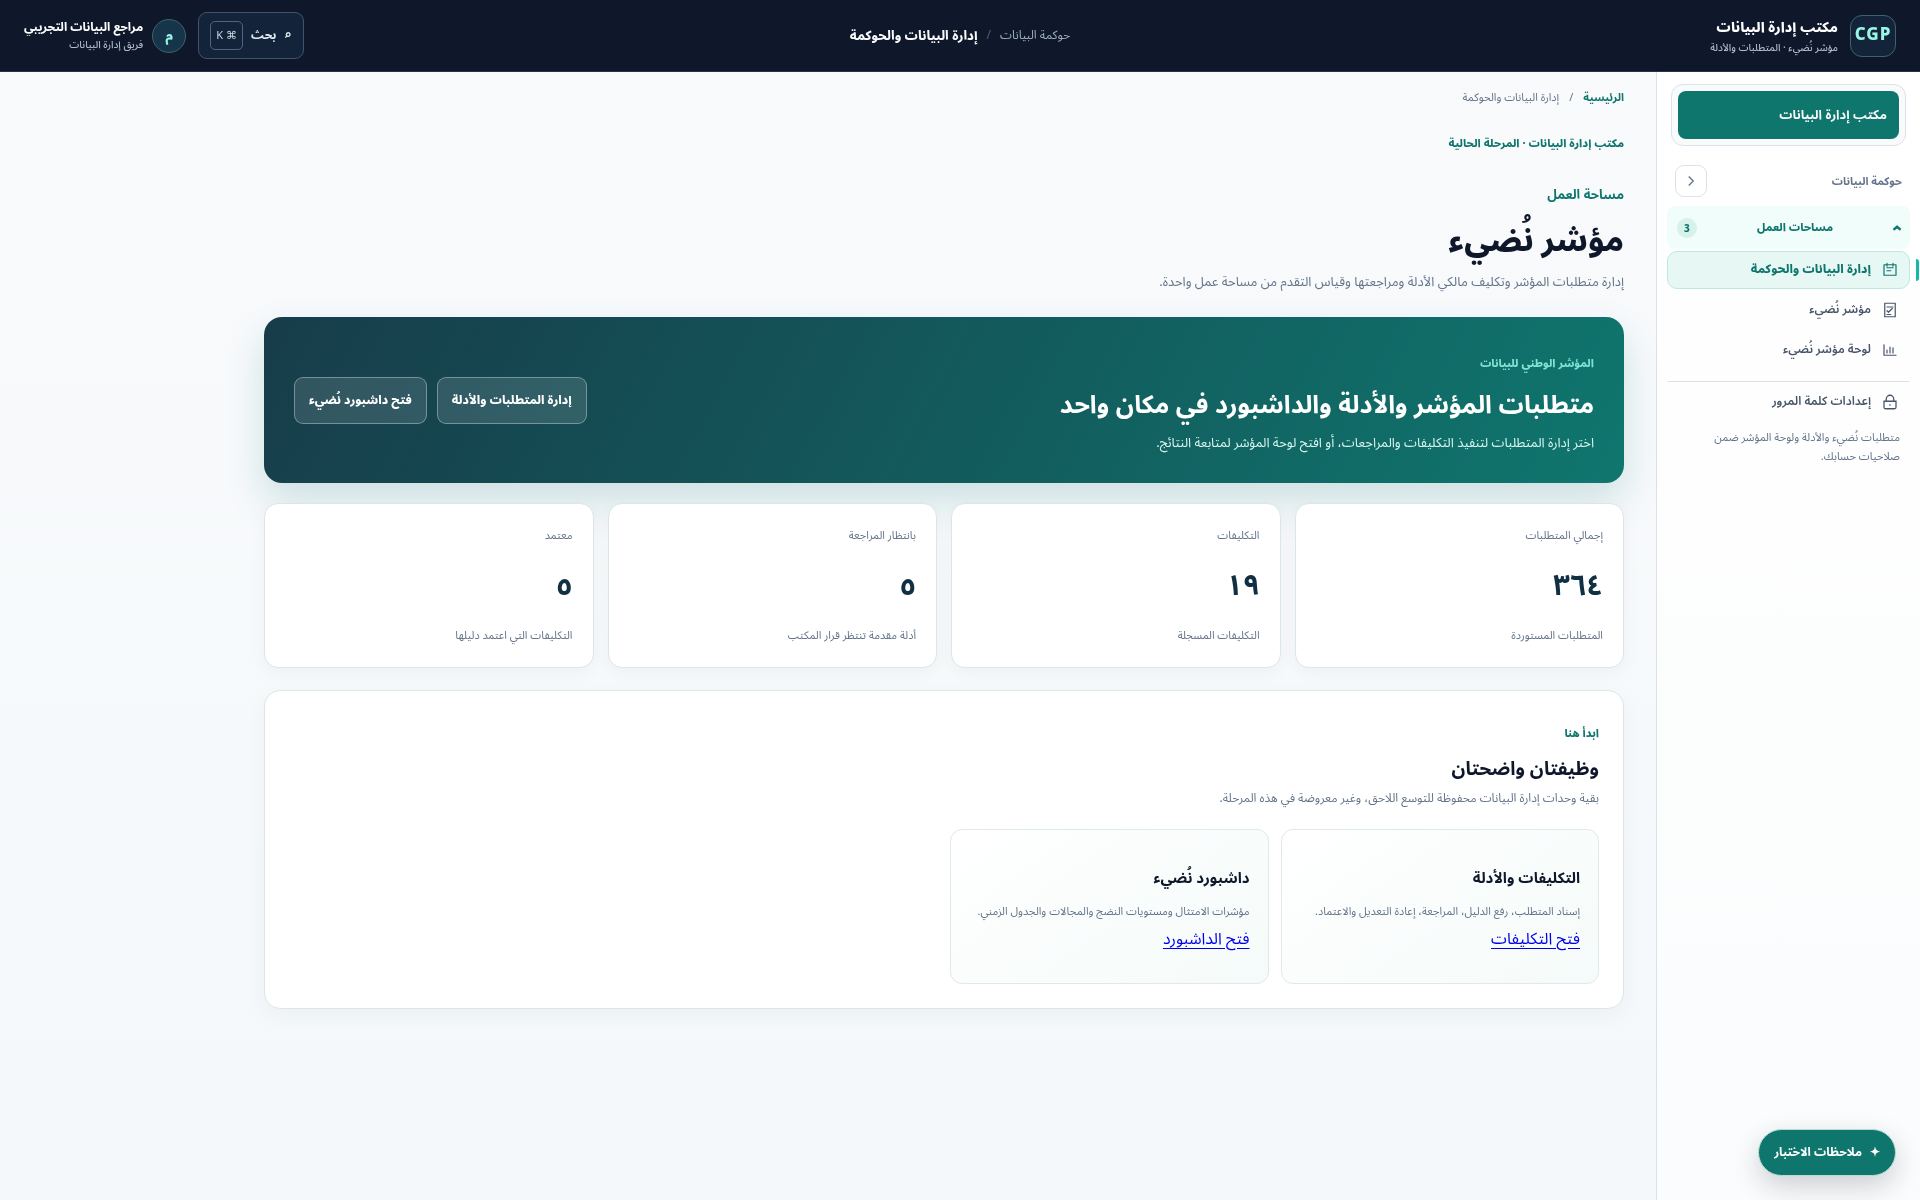 CGP
مكتب إدارة البيانات
مؤشر نُضيء · المتطلبات والأدلة
حوكمة البيانات / إدارة البيانات والحوكمة
بحث ⌘ K
م
مراجع البيانات التجريبي
فريق إدارة البيانات
مكتب إدارة البيانات
حوكمة البيانات
مساحات العمل 3
إدارة البيانات والحوكمة
مؤشر نُضيء
لوحة مؤشر نُضيء
إعدادات كلمة المرور
متطلبات نُضيء والأدلة ولوحة المؤشر ضمن
صلاحيات حسابك.
الرئيسية / إدارة البيانات والحوكمة
مكتب إدارة البيانات · المرحلة الحالية
مساحة العمل
مؤشر نُضيء
إدارة متطلبات المؤشر وتكليف مالكي الأدلة ومراجعتها وقياس التقدم من مساحة عمل واحدة.
المؤشر الوطني للبيانات
متطلبات المؤشر والأدلة والداشبورد في مكان واحد
اختر إدارة المتطلبات لتنفيذ التكليفات والمراجعات، أو افتح لوحة المؤشر لمتابعة النتائج.
إدارة المتطلبات والأدلة
فتح داشبورد نُضيء
إجمالي المتطلبات
٣٦٤
المتطلبات المستوردة
التكليفات
١٩
التكليفات المسجلة
بانتظار المراجعة
٥
أدلة مقدمة تنتظر قرار المكتب
معتمد
٥
التكليفات التي اعتمد دليلها
ابدأ هنا
وظيفتان واضحتان
بقية وحدات إدارة البيانات محفوظة للتوسع اللاحق، وغير معروضة في هذه المرحلة.
التكليفات والأدلة
إسناد المتطلب، رفع الدليل، المراجعة، إعادة التعديل والاعتماد.
فتح التكليفات
داشبورد نُضيء
مؤشرات الامتثال ومستويات النضج والمجالات والجدول الزمني.
فتح الداشبورد
✦ ملاحظات الاختبار